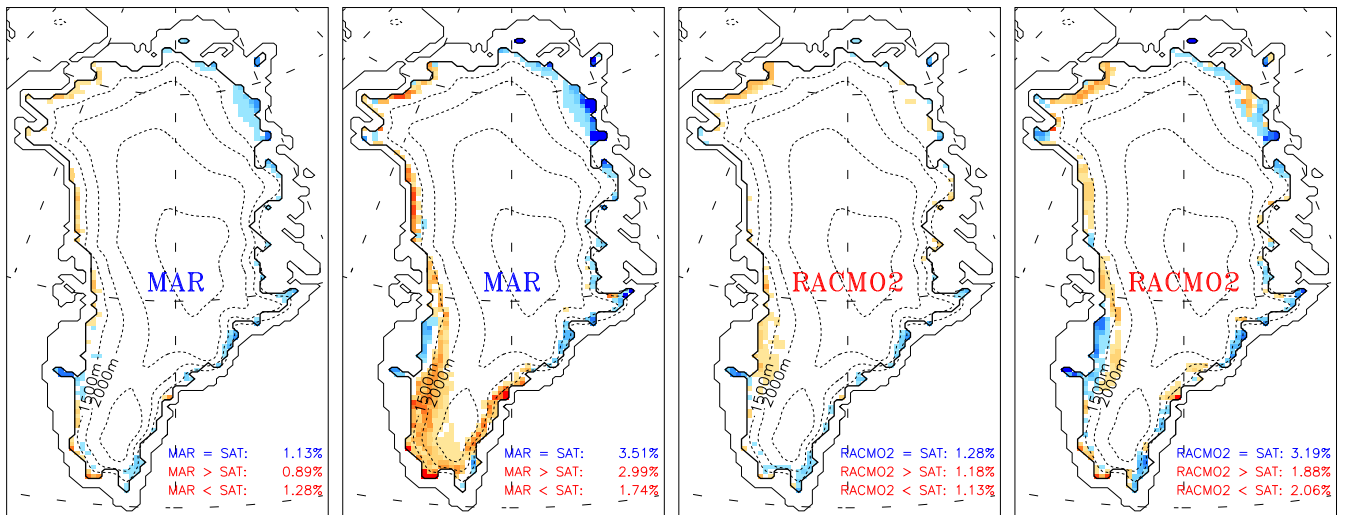 MAR
1500m
2000m
MAR = SAT: 1.13%
MAR > SAT: 0.89%
MAR < SAT: 1.28%
MAR
1500m
2000m
MAR = SAT: 3.51%
MAR > SAT: 2.99%
MAR < SAT: 1.74%
RACMO2
1500m
2000m
RACMO2 = SAT: 1.28%
RACMO2 > SAT: 1.18%
RACMO2 < SAT: 1.13%
RACMO2
1500m
2000m
RACMO2 = SAT: 3.19%
RACMO2 > SAT: 1.88%
RACMO2 < SAT: 2.06%